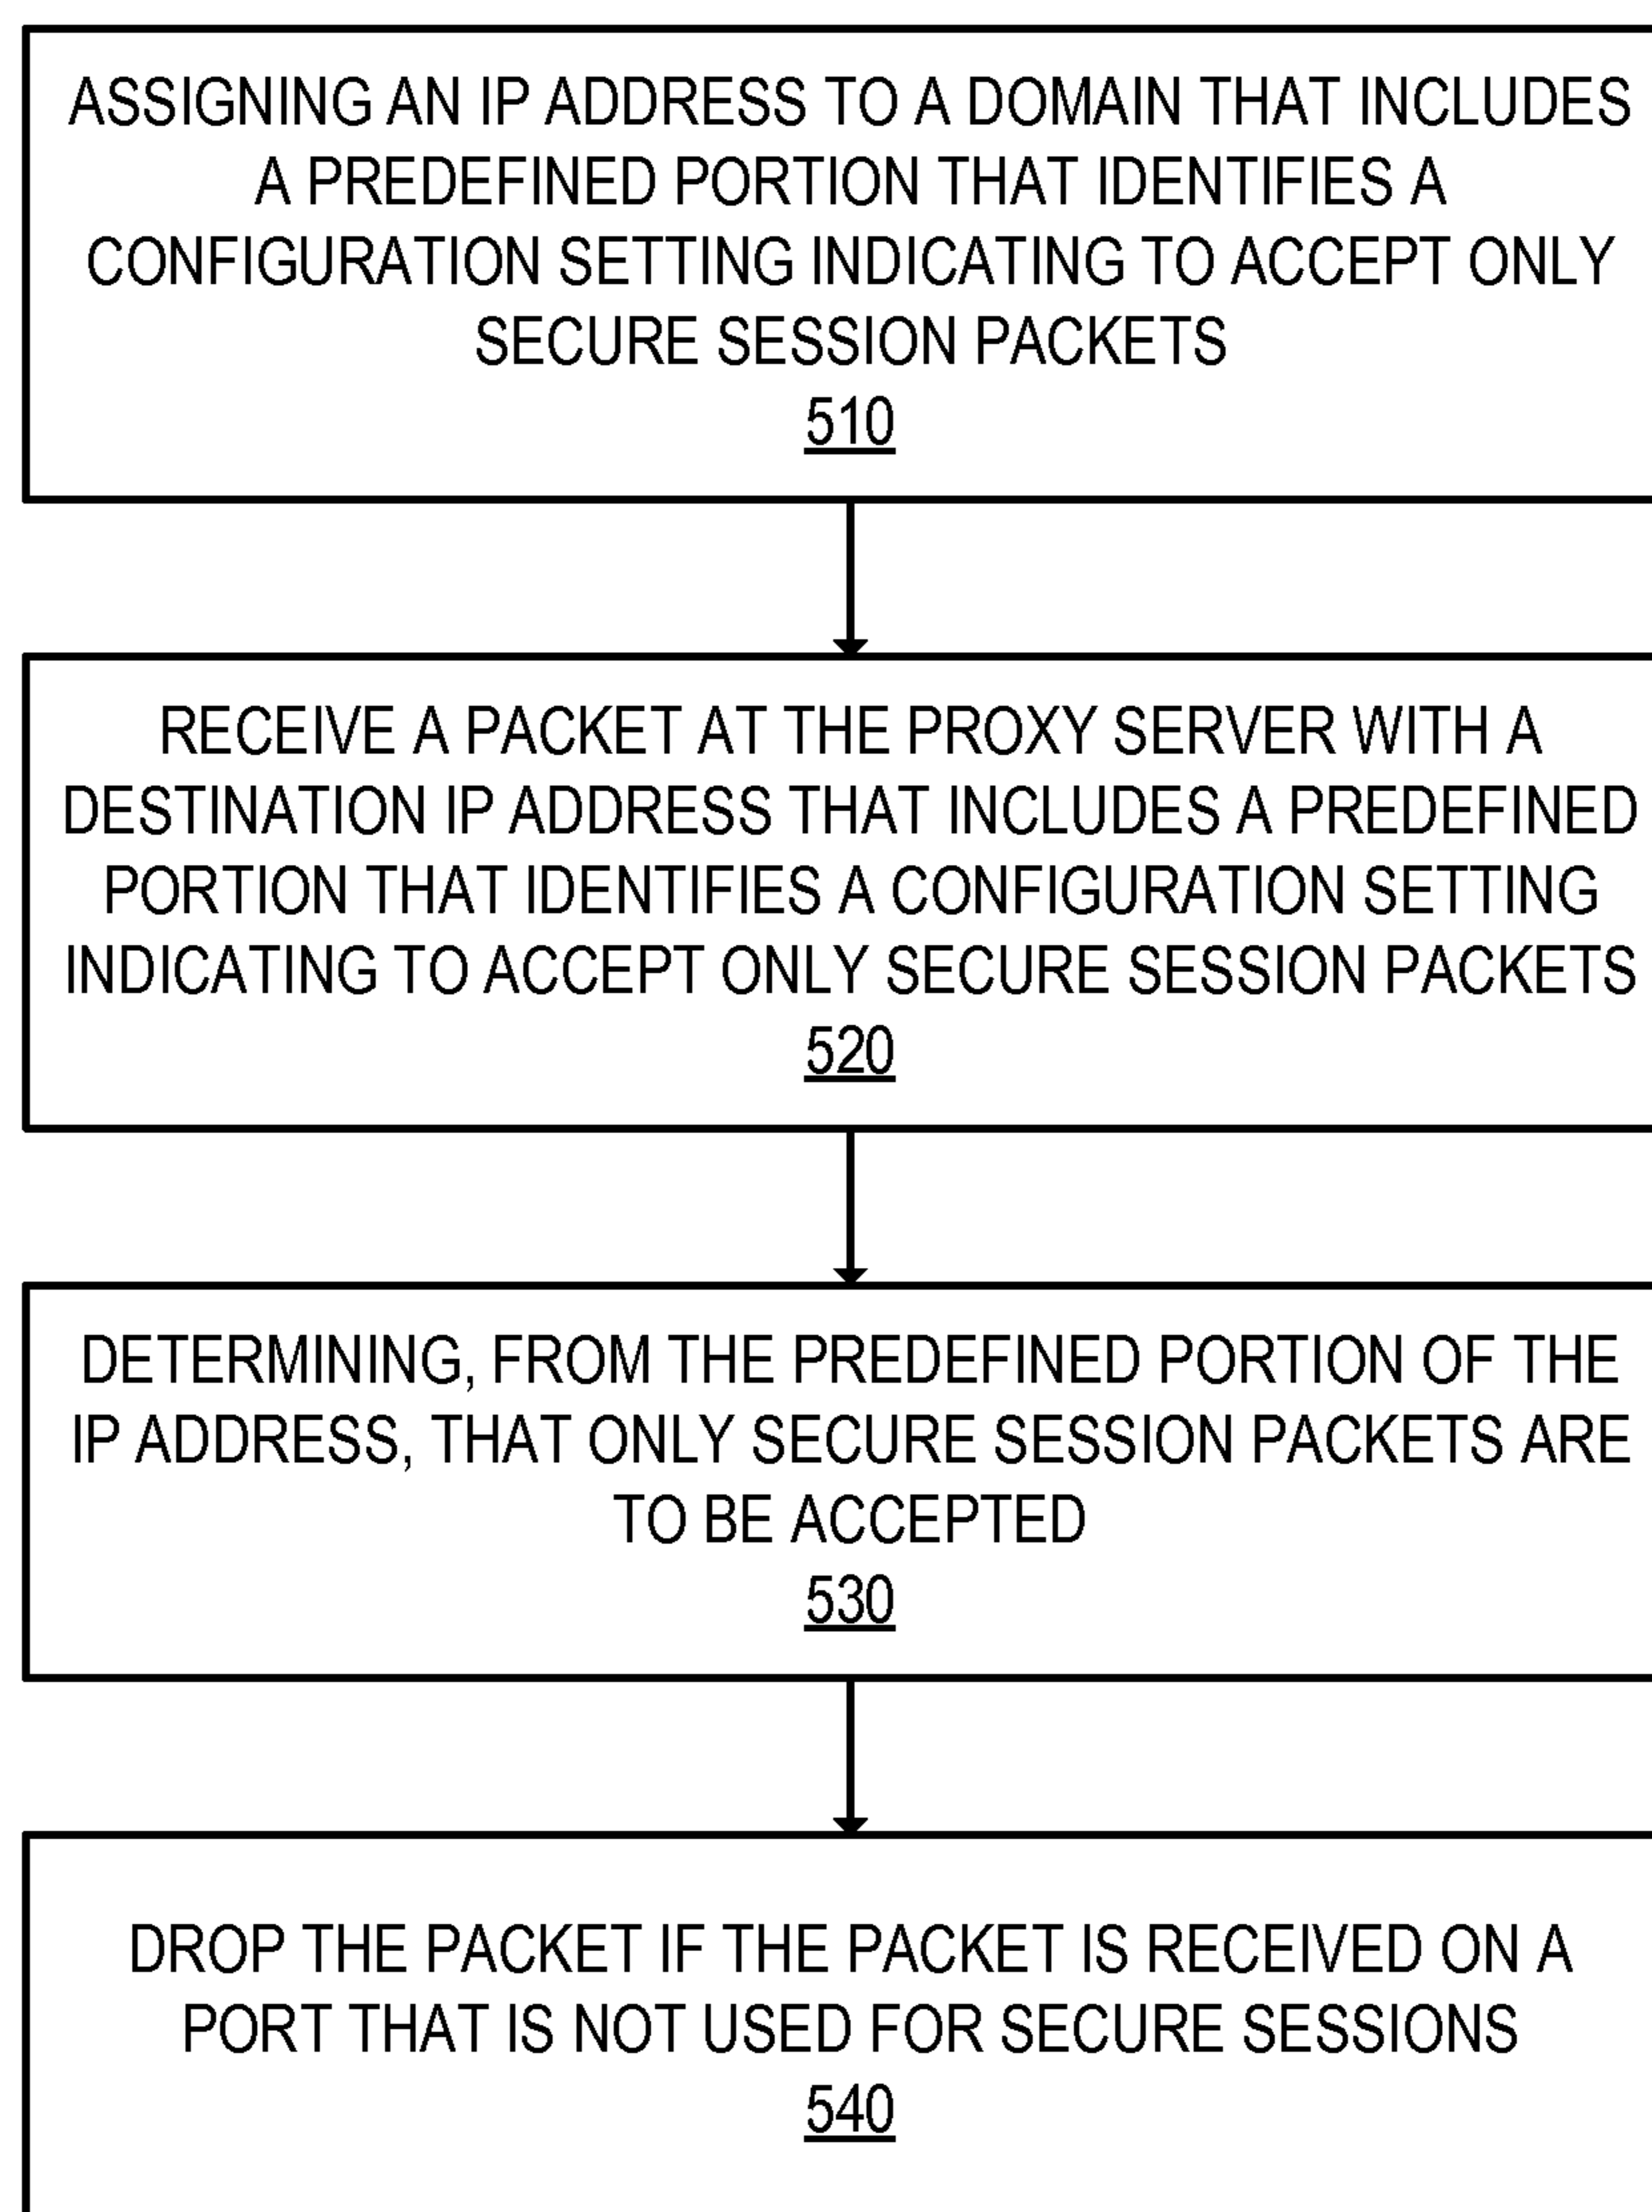 ASSIGNING AN IP ADDRESS TO A DOMAIN THAT INCLUDES
A PREDEFINED PORTION THAT IDENTIFIES A
CONFIGURATION SETTING INDICATING TO ACCEPT ONLY
SECURE SESSION PACKETS
510
RECEIVE A PACKET AT THE PROXY SERVER WITH A
DESTINATION IP ADDRESS THAT INCLUDES A PREDEFINED
PORTION THAT IDENTIFIES A CONFIGURATION SETTING
INDICATING TO ACCEPT ONLY SECURE SESSION PACKETS
520
DETERMINING, FROM THE PREDEFINED PORTION OF THE
IP ADDRESS, THAT ONLY SECURE SESSION PACKETS ARE
TO BE ACCEPTED
530
DROP THE PACKET IF THE PACKET IS RECEIVED ON A
PORT THAT IS NOT USED FOR SECURE SESSIONS
540